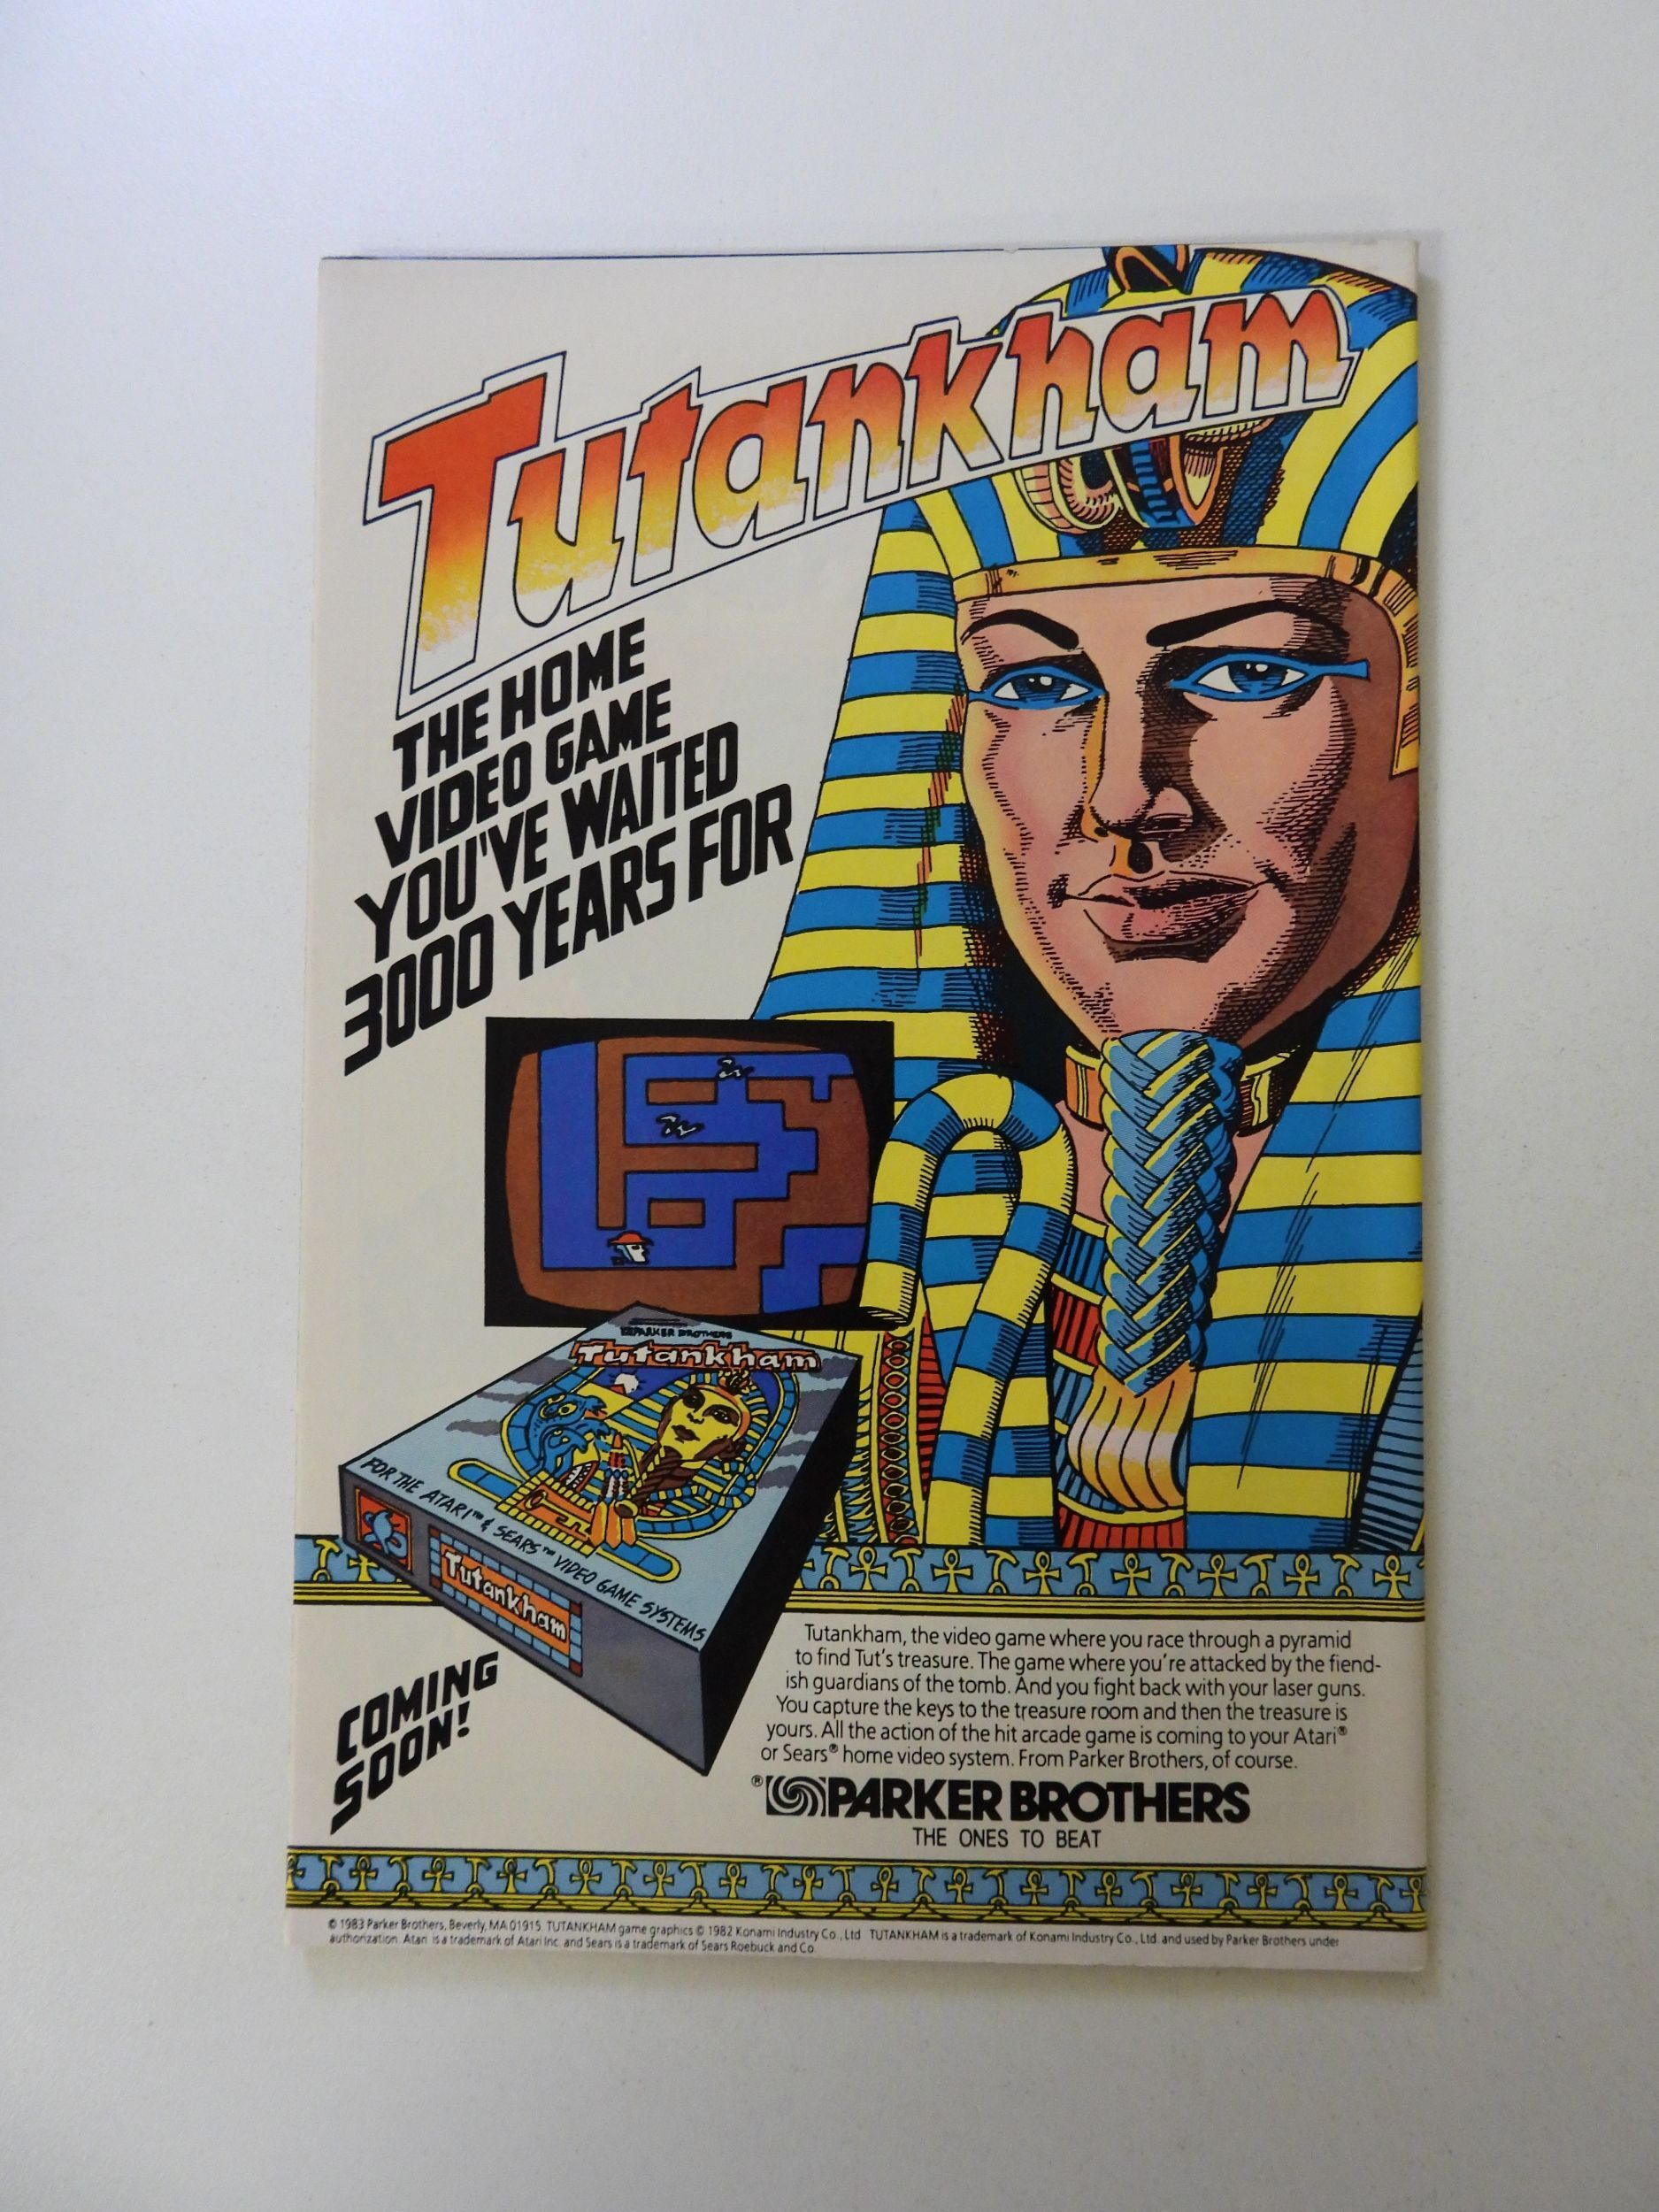 Tutankham
THE HOME
VIDEO GAME
YOU'VE WAITED
3000 YEARS FOR
PARKER BROTHERS
Tutankham
FOR THE ATARI™ & SEARS™ VIDEO GAME SYSTEMS
Tutankham
COMING
SOON!
Tutankham, the video game where you race through a pyramid
to find Tut's treasure. The game where you're attacked by the fiend-
ish guardians of the tomb. And you fight back with your laser guns.
You capture the keys to the treasure room and then the treasure is
yours. All the action of the hit arcade game is coming to your Atari®
or Sears® home video system. From Parker Brothers, of course.
® PARKER BROTHERS
THE ONES TO BEAT
© 1983 Parker Brothers, Beverly, MA 01915. TUTANKHAM game graphics © 1982 Konami Industry Co., Ltd TUTANKHAM is a trademark of Konami Industry Co., Ltd. and used by Parker Brothers under
authorization. Atari is a trademark of Atari Inc. and Sears is a trademark of Sears Roebuck and Co.